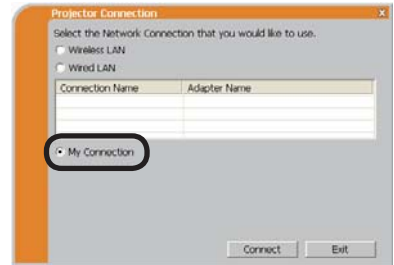 Projector Connection
x
Select the Network Connection that you would like to use.
Wireless LAN
Wired LAN
Connection Name Adapter Name
My Connection
Connect Exit